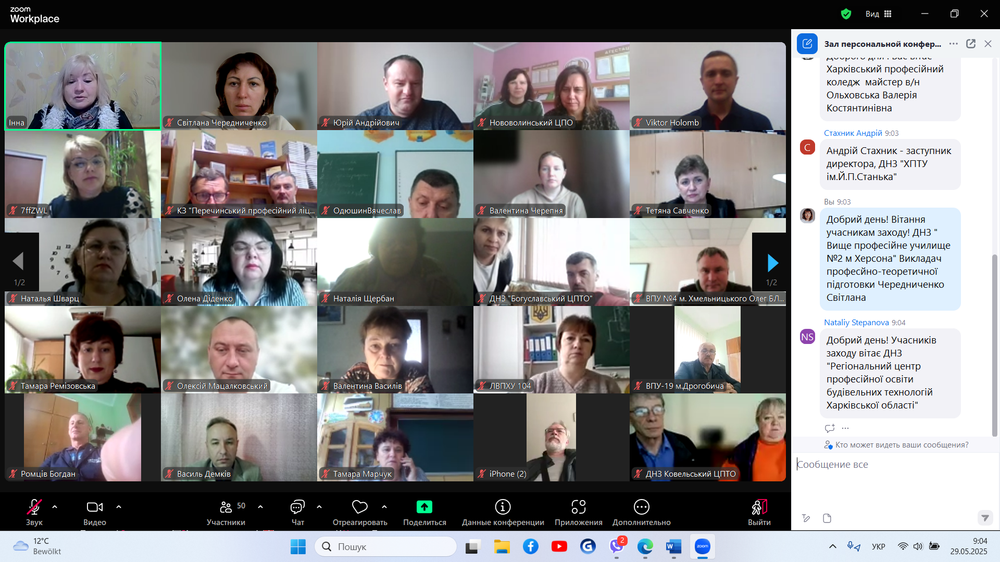 zoom
Workplace
Вид
Інна
Світлана Чередниченко
Юрій Андрійович
Нововолинський ЦПО
Viktor Holomb
7ffZWL
КЗ "Перечинський професійний ліц...
ОдюшинВячеслав
Валентина Черепня
Тетяна Савченко
1/2
Наталья Шварц
Олена Діденко
Наталія Щербан
ДНЗ "Богуславський ЦПТО"
1/2
ВПУ №4 м. Хмельницького Олег БЛ...
Тамара Ремізовська
Олексій Мацалковський
Валентина Василів
ЛВПХУ 104
ВПУ-19 м.Дрогобича
Ромців Богдан
Василь Демків
Тамара Марчук
iPhone (2)
ДНЗ Ковельський ЦПТО
Звук
Видео
50
Участники
Чат
Отреагировать
Поделиться
Данные конференции
Приложения
Дополнительно
Выйти
Зал персональной конфер...
Доброго дня ! Вас вітає
Харківський професійний
коледж майстер в/н
Ольховська Валерія
Костянтинівна
Стахник Андрій 9:03
С
Андрій Стахник - заступник
директора, ДНЗ "ХПТУ
ім.Й.П.Станька"
Вы 9:03
Добрий день! Вітання
учасникам заходу! ДНЗ "
Вище професійне училище
№2 м Херсона" Викладач
професйно-теоретичної
підготовки Чередниченко
Світлана
Nataliy Stepanova 9:04
NS
Добрий день! Учасників
заходу вітає ДНЗ
"Регіональний центр
професійної освіти
будівельних технологій
Харківської області"
Кто может видеть ваши сообщения?
Сообщение все
12°C
Bewölkt
Пошук
2
zoom
УКР
9:04
29.05.2025